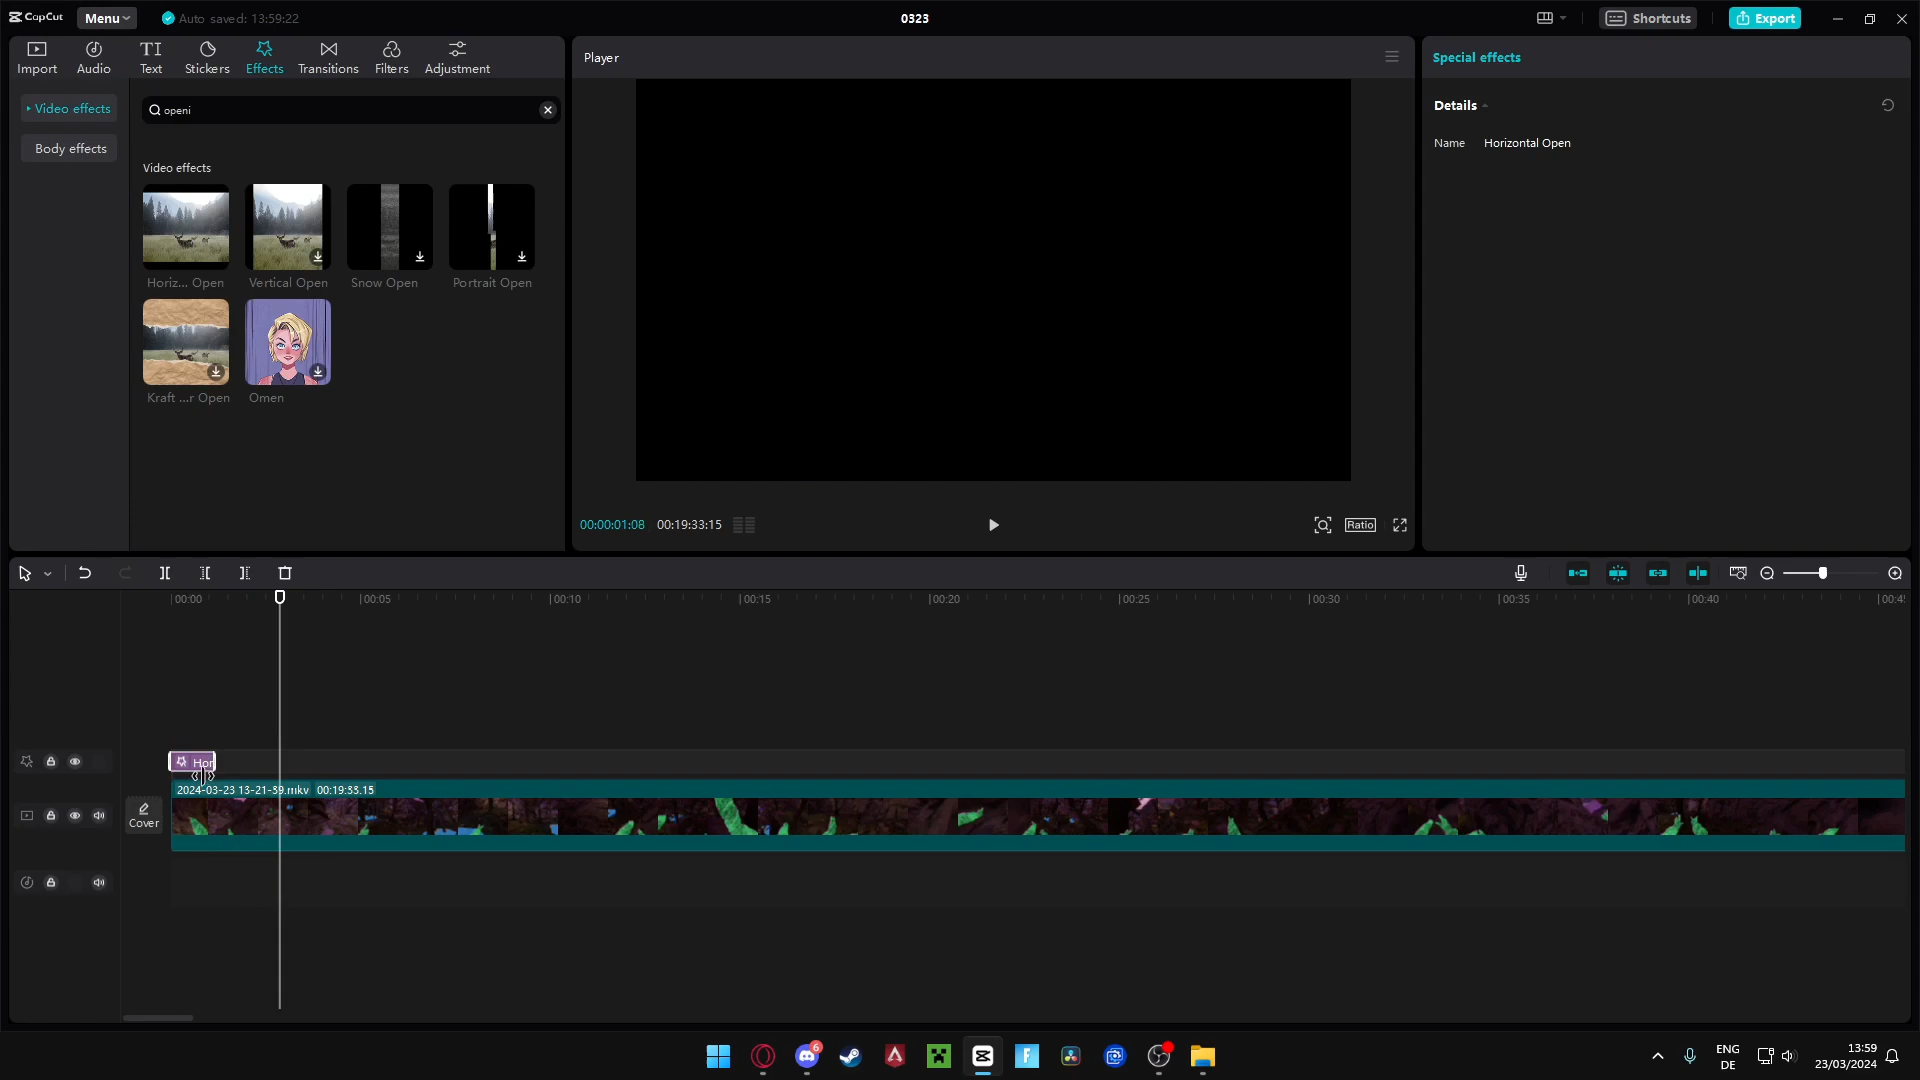 CapCut
Menu
Auto saved: 13:59:22
0323
Shortcuts
Export
Import
Audio
TI
Text
Stickers
Effects
Transitions
Filters
Adjustment
Player
Special effects
Video effects
Body effects
openi
Details
Name
Horizontal Open
Video effects
Horiz... Open
Vertical Open
Snow Open
Portrait Open
Kraft ...r Open
Omen
00:00:01:08
00:19:33:15
Ratio
00:00
00:05
00:10
00:15
00:20
00:25
00:30
00:35
00:40
00:45
Hor
2024-03-23 13-21-39.mkv
00:19:33.15
Cover
6
F
ENG
DE
13:59
23/03/2024